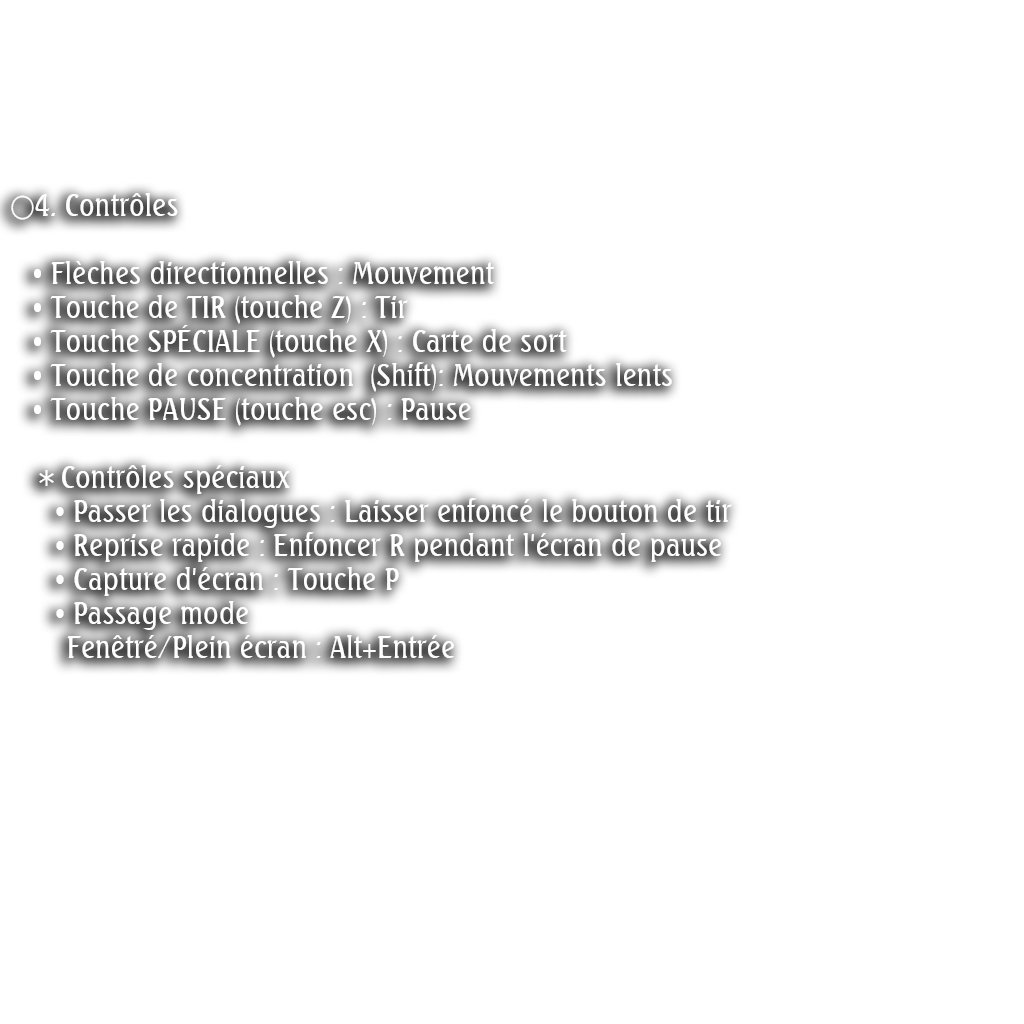 ○4. Contrôles
• Flèches directionnelles : Mouvement
• Touche de TIR (touche Z) : Tir
• Touche SPÉCIALE (touche X) : Carte de sort
• Touche de concentration  (Shift): Mouvements lents
• Touche PAUSE (touche esc) : Pause
* Contrôles spéciaux
• Passer les dialogues : Laisser enfoncé le bouton de tir
• Reprise rapide : Enfoncer R pendant l'écran de pause
• Capture d'écran : Touche P
• Passage mode
Fenêtré/Plein écran : Alt+Entrée